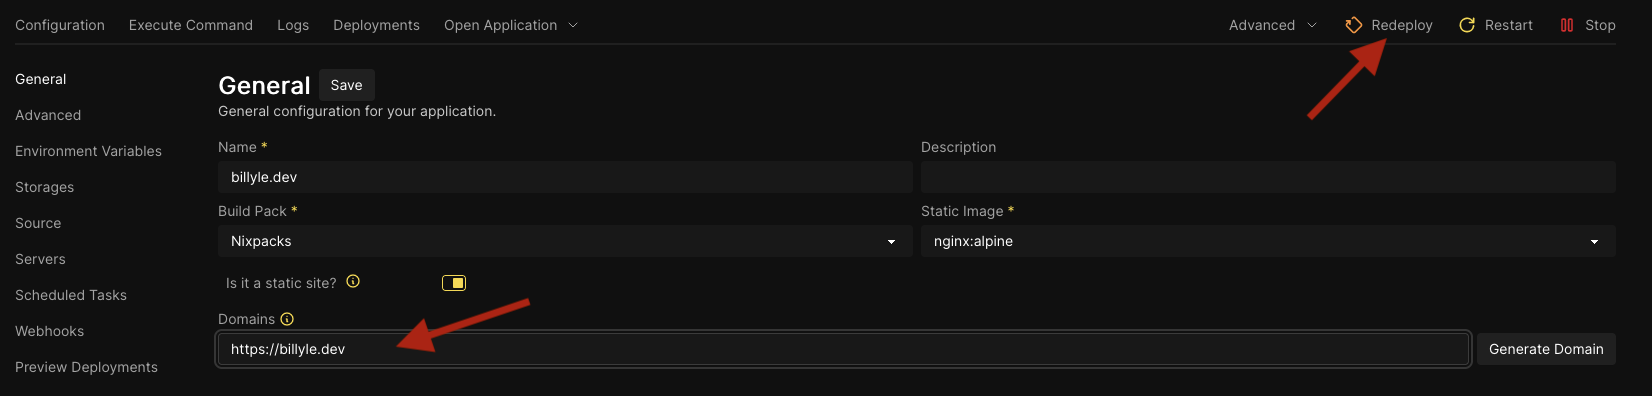 Configuration Execute Command Logs Deployments Open Application Advanced Redeploy Restart Stop
General
Advanced
Environment Variables
Storages
Source
Servers
Scheduled Tasks
Webhooks
Preview Deployments
General Save
General configuration for your application.
Name * Description
billyle.dev
Build Pack * Static Image *
Nixpacks nginx:alpine
Is it a static site?
Domains
https://billyle.dev Generate Domain